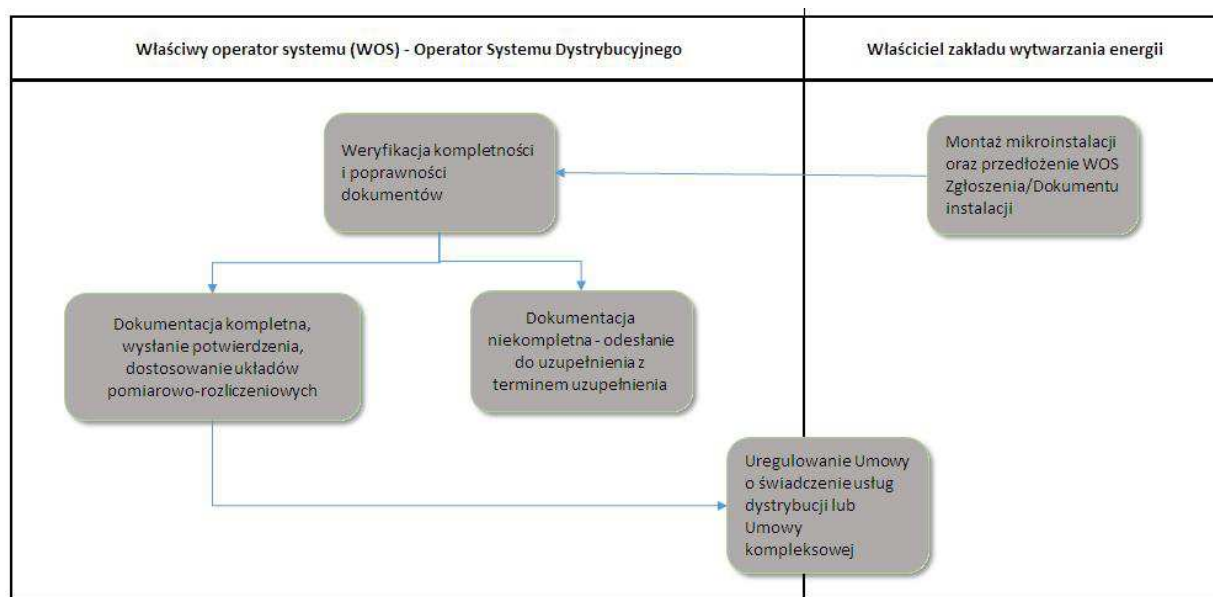 Właściwy operator systemu (WOS) - Operator Systemu Dystrybucyjnego
Właściciel zakładu wytwarzania energii
Weryfikacja kompletności
i poprawności
dokumentów
Montaż mikroinstalacji
oraz przedłożenie WOS
Zgłoszenia/Dokumentu
instalacji
Dokumentacja kompletna,
wysłanie potwierdzenia,
dostosowanie układów
pomiarowo-rozliczeniowych
Dokumentacja
niekompletna - odesłanie
do uzupełnienia z
terminem uzupełnienia
Uregulowanie Umowy
o świadczenie usług
dystrybucji lub
Umowy
kompleksowej